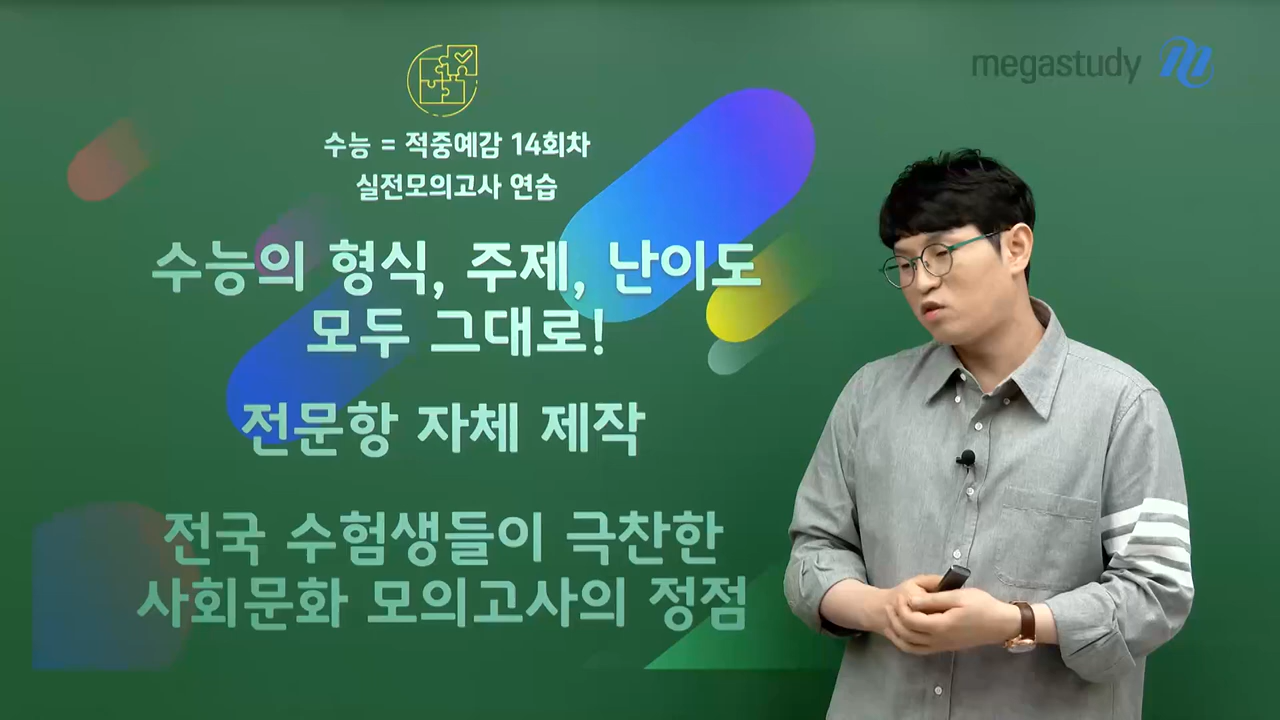 megastudy
수능 = 적중예감 14회차
실전모의고사 연습
수능의 형식, 주제, 난이도
모두 그대로!
전문항 자체 제작
전국 수험생들이 극찬한
사회문화 모의고사의 정점